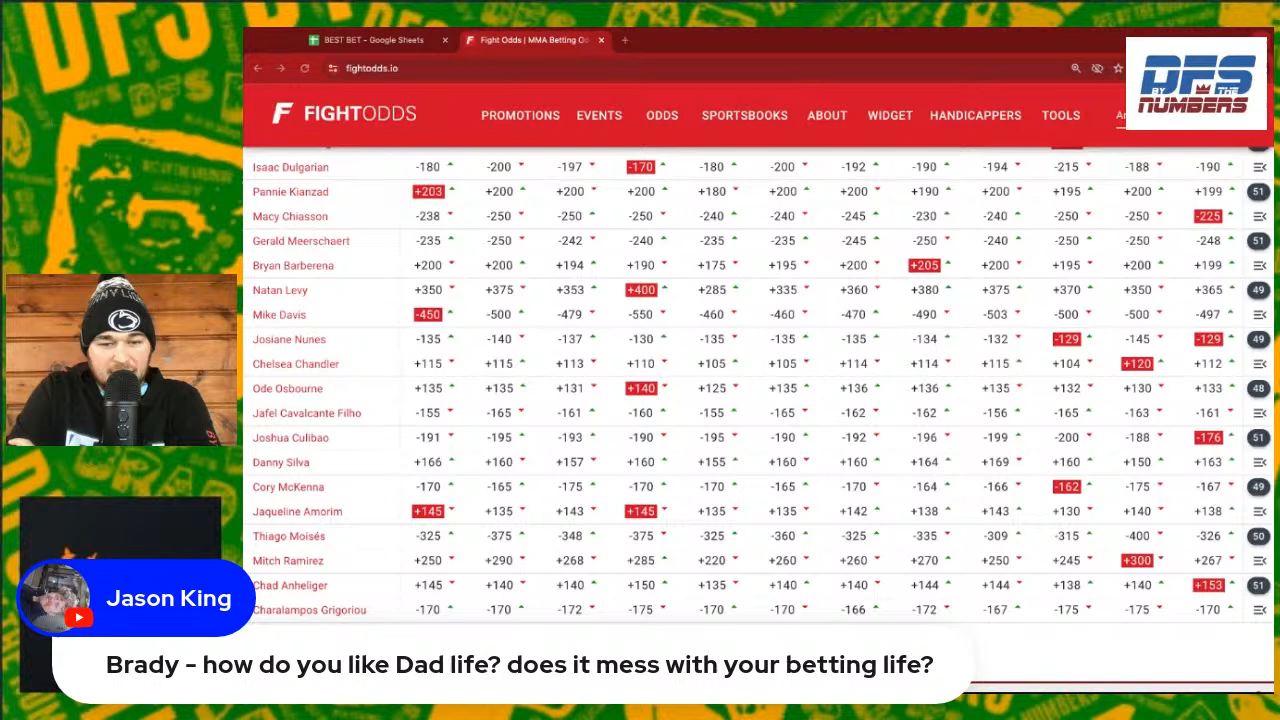 BEST BET - Google Sheets
Fight Odds | MMA Betting Od
fightodds.io
DFS
BY THE
NUMBERS
FIGHTODDS
PROMOTIONS EVENTS ODDS SPORTSBOOKS ABOUT WIDGET HANDICAPPERS TOOLS
Isaac Dulgarian -180 -200 -197 -170 -180 -200 -192 -190 -194 -215 -188 -190
Pannie Kianzad +203 +200 +200 +200 +180 +200 +200 +190 +200 +195 +200 +199 51
Macy Chiasson -238 -250 -250 -250 -240 -240 -245 -230 -240 -250 -250 -225
Gerald Meerschaert -235 -250 -242 -240 -235 -235 -245 -250 -240 -250 -250 -248 51
Bryan Barberena +200 +200 +194 +190 +175 +195 +200 +205 +200 +195 +200 +199
Natan Levy +350 +375 +353 +400 +285 +335 +360 +380 +375 +370 +350 +365 49
Mike Davis -450 -500 -479 -550 -460 -460 -470 -490 -503 -500 -500 -497
Josiane Nunes -135 -140 -137 -130 -135 -135 -135 -134 -132 -129 -145 -129 49
Chelsea Chandler +115 +115 +113 +110 +105 +105 +114 +114 +115 +104 +120 +112
Ode Osbourne +135 +135 +131 +140 +125 +135 +136 +136 +135 +132 +130 +133 48
Jafel Cavalcante Filho -155 -165 -161 -160 -155 -165 -162 -162 -156 -165 -163 -161
Joshua Culibao -191 -195 -193 -190 -195 -190 -192 -196 -199 -200 -188 -176 51
Danny Silva +166 +160 +157 +160 +155 +160 +160 +164 +169 +160 +150 +163
Cory McKenna -170 -165 -175 -170 -170 -165 -170 -164 -166 -162 -175 -167 49
Jaqueline Amorim +145 +135 +143 +145 +135 +135 +142 +138 +143 +130 +140 +138
Thiago Moisés -325 -375 -348 -375 -325 -360 -325 -335 -309 -315 -400 -326 50
Mitch Ramirez +250 +290 +268 +285 +220 +260 +260 +270 +250 +245 +300 +267
Chad Anheliger +145 +140 +140 +150 +135 +140 +140 +144 +144 +138 +140 +153 51
Charalampos Grigoriou -170 -170 -172 -175 -170 -170 -166 -172 -167 -175 -175 -170
Jason King
Brady - how do you like Dad life? does it mess with your betting life?